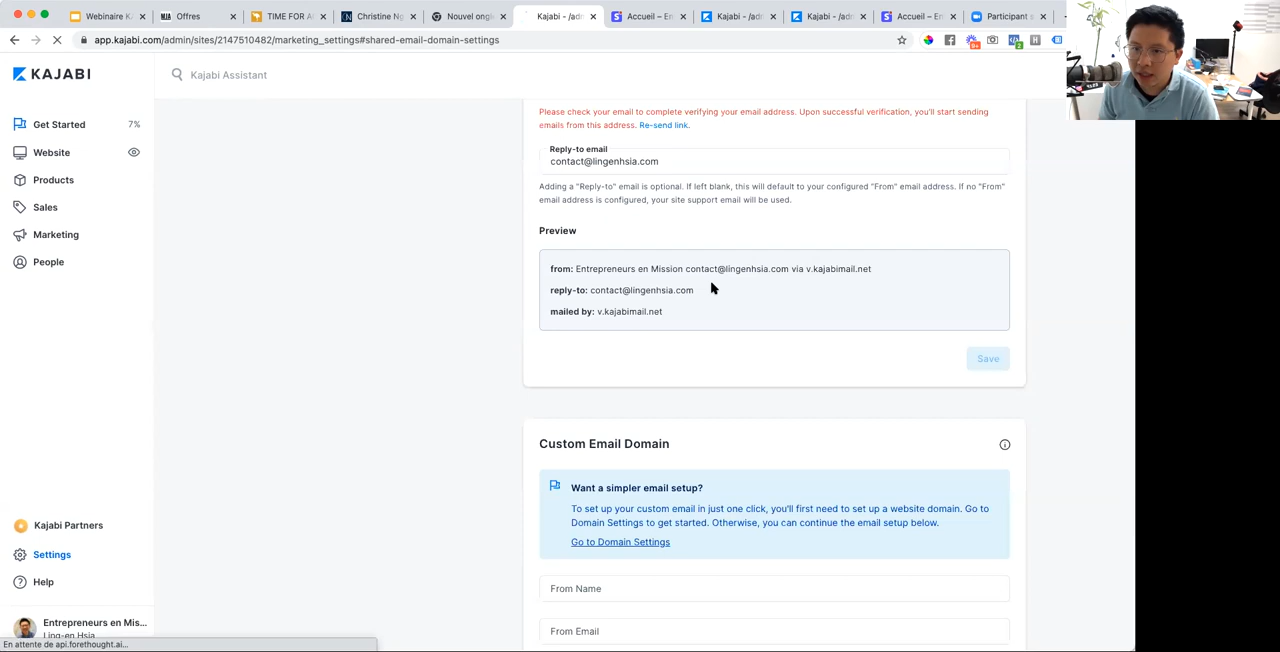 Webinaire K
Offres
TIME FOR A
Christine Ng
Nouvel ongle
Kajabi - /adn
Accueil – En
Kajabi - /adn
Kajabi - /adn
Accueil – En
Participant s
app.kajabi.com/admin/sites/2147510482/marketing_settings#shared-email-domain-settings
KAJABI
Kajabi Assistant
Get Started 7%
Website
Products
Sales
Marketing
People
Kajabi Partners
Settings
Help
Entrepreneurs en Mis...
Ling-en Hsia
En attente de api.forethought.ai...
Please check your email to complete verifying your email address. Upon successful verification, you'll start sending
emails from this address. Re-send link.
Reply-to email
contact@lingenhsia.com
Adding a "Reply-to" email is optional. If left blank, this will default to your configured "From" email address. If no "From"
email address is configured, your site support email will be used.
Preview
from: Entrepreneurs en Mission contact@lingenhsia.com via v.kajabimail.net
reply-to: contact@lingenhsia.com
mailed by: v.kajabimail.net
Save
Custom Email Domain
Want a simpler email setup?
To set up your custom email in just one click, you'll first need to set up a website domain. Go to
Domain Settings to get started. Otherwise, you can continue the email setup below.
Go to Domain Settings
From Name
From Email